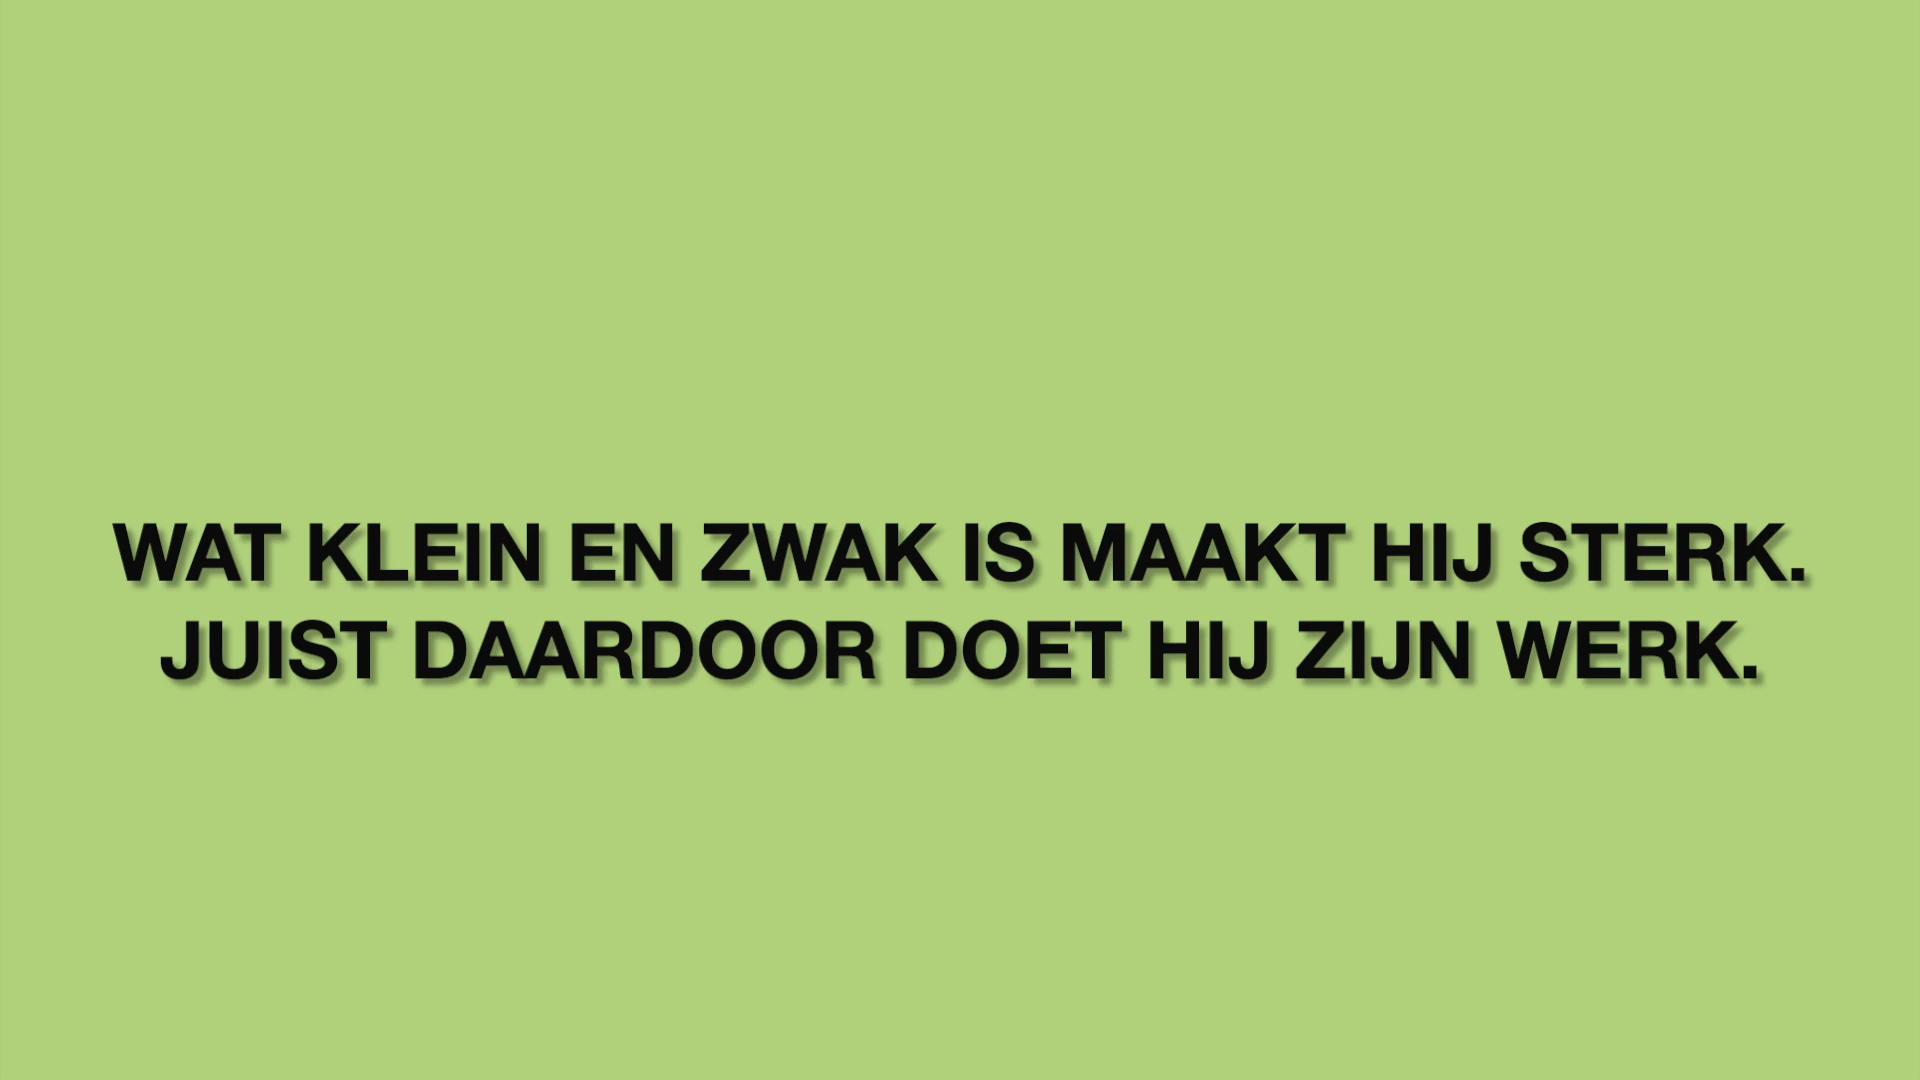 WAT KLEIN EN ZWAK IS MAAKT HIJ STERK.
JUIST DAARDOOR DOET HIJ ZIJN WERK.